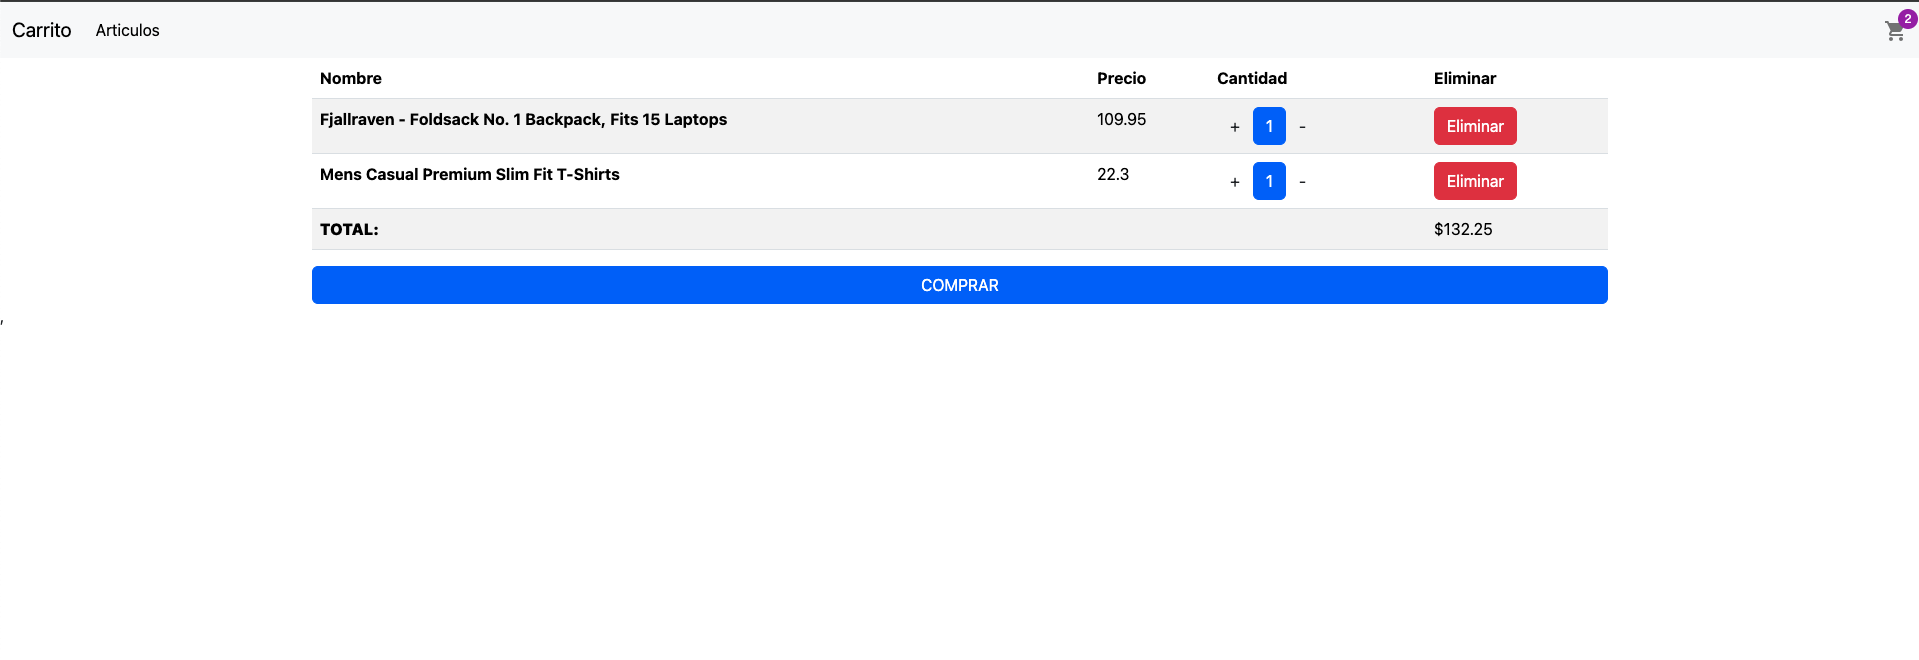 Carrito Articulos 2
Nombre Precio Cantidad Eliminar
Fjallraven - Foldsack No. 1 Backpack, Fits 15 Laptops 109.95 + 1 - Eliminar
Mens Casual Premium Slim Fit T-Shirts 22.3 + 1 - Eliminar
TOTAL: $132.25
COMPRAR
,